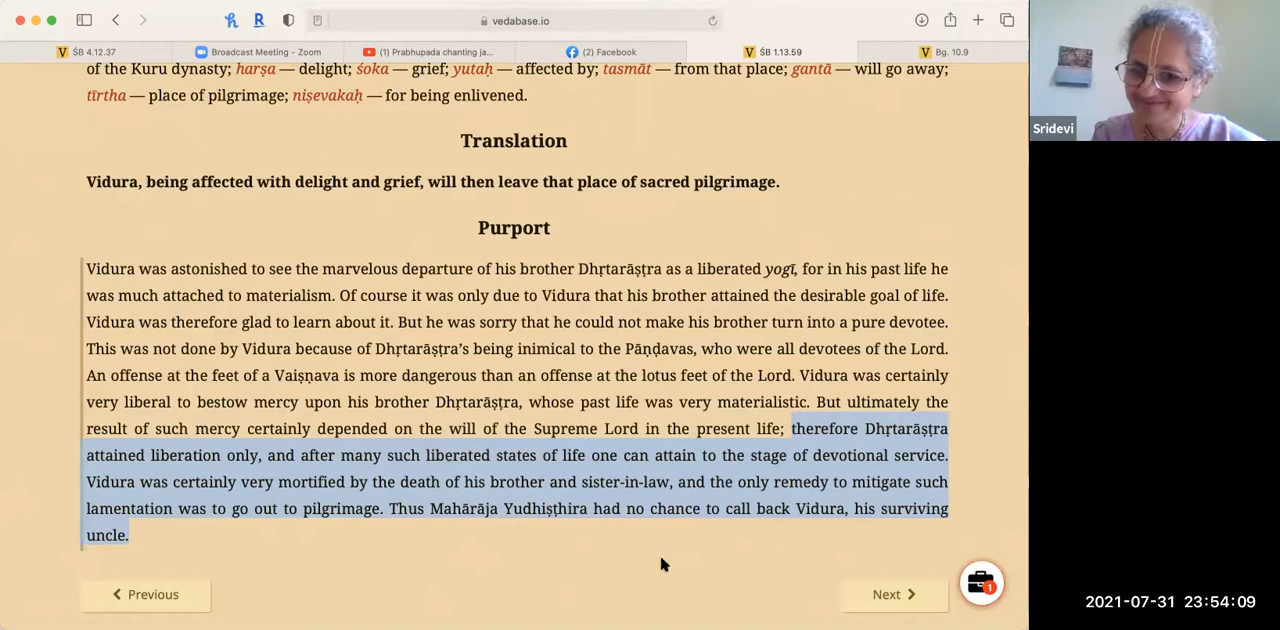 vedabase.io
ŚB 4.12.37
Broadcast Meeting - Zoom
(1) Prabhupada chanting ja...
(2) Facebook
ŚB 1.13.59
Bg. 10.9
of the Kuru dynasty; harṣa — delight; śoka — grief; yutaḥ — affected by; tasmāt — from that place; gantā — will go away;
tīrtha — place of pilgrimage; niṣevakaḥ — for being enlivened.
Translation
Vidura, being affected with delight and grief, will then leave that place of sacred pilgrimage.
Purport
Vidura was astonished to see the marvelous departure of his brother Dhṛtarāṣṭra as a liberated yogī, for in his past life he
was much attached to materialism. Of course it was only due to Vidura that his brother attained the desirable goal of life.
Vidura was therefore glad to learn about it. But he was sorry that he could not make his brother turn into a pure devotee.
This was not done by Vidura because of Dhṛtarāṣṭra’s being inimical to the Pāṇḍavas, who were all devotees of the Lord.
An offense at the feet of a Vaiṣṇava is more dangerous than an offense at the lotus feet of the Lord. Vidura was certainly
very liberal to bestow mercy upon his brother Dhṛtarāṣṭra, whose past life was very materialistic. But ultimately the
result of such mercy certainly depended on the will of the Supreme Lord in the present life; therefore Dhṛtarāṣṭra
attained liberation only, and after many such liberated states of life one can attain to the stage of devotional service.
Vidura was certainly very mortified by the death of his brother and sister-in-law, and the only remedy to mitigate such
lamentation was to go out to pilgrimage. Thus Mahārāja Yudhiṣṭhira had no chance to call back Vidura, his surviving
uncle.
Previous
Next
1
Sridevi
2021-07-31 23:54:09